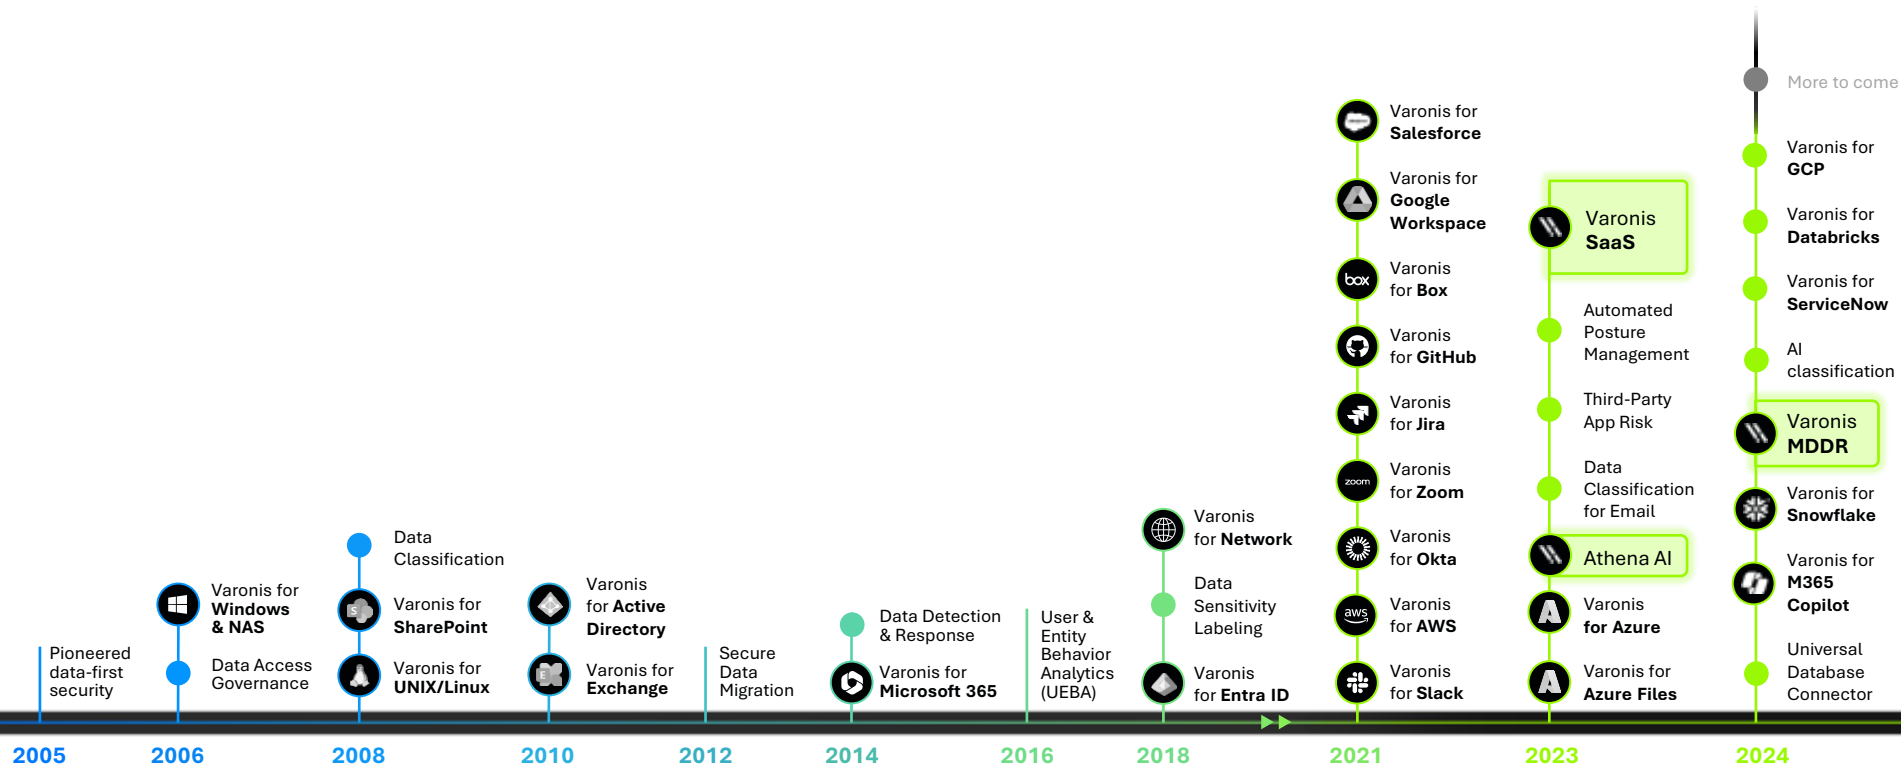 Pioneered
data-first
security
2005
Varonis for
Windows
& NAS
Data Access
Governance
2006
Data
Classification
S
Varonis for
SharePoint
Varonis for
UNIX/Linux
2008
Varonis
for Active
Directory
E
Varonis for
Exchange
2010
Secure
Data
Migration
2012
Data Detection
& Response
Varonis for
Microsoft 365
2014
User &
Entity
Behavior
Analytics
(UEBA)
2016
Varonis
for Network
Data
Sensitivity
Labeling
Varonis
for Entra ID
2018
Varonis for
Salesforce
Varonis for
Google
Workspace
box
Varonis
for Box
Varonis
for GitHub
Varonis
for Jira
zoom
Varonis
for Zoom
Varonis
for Okta
aws
Varonis
for AWS
Varonis
for Slack
2021
Varonis
SaaS
Automated
Posture
Management
Third-Party
App Risk
Data
Classification
for Email
Athena AI
Varonis
for Azure
Varonis for
Azure Files
2023
More to come
Varonis for
GCP
Varonis for
Databricks
Varonis for
ServiceNow
AI
classification
Varonis
MDDR
Varonis for
Snowflake
Varonis for
M365
Copilot
Universal
Database
Connector
2024